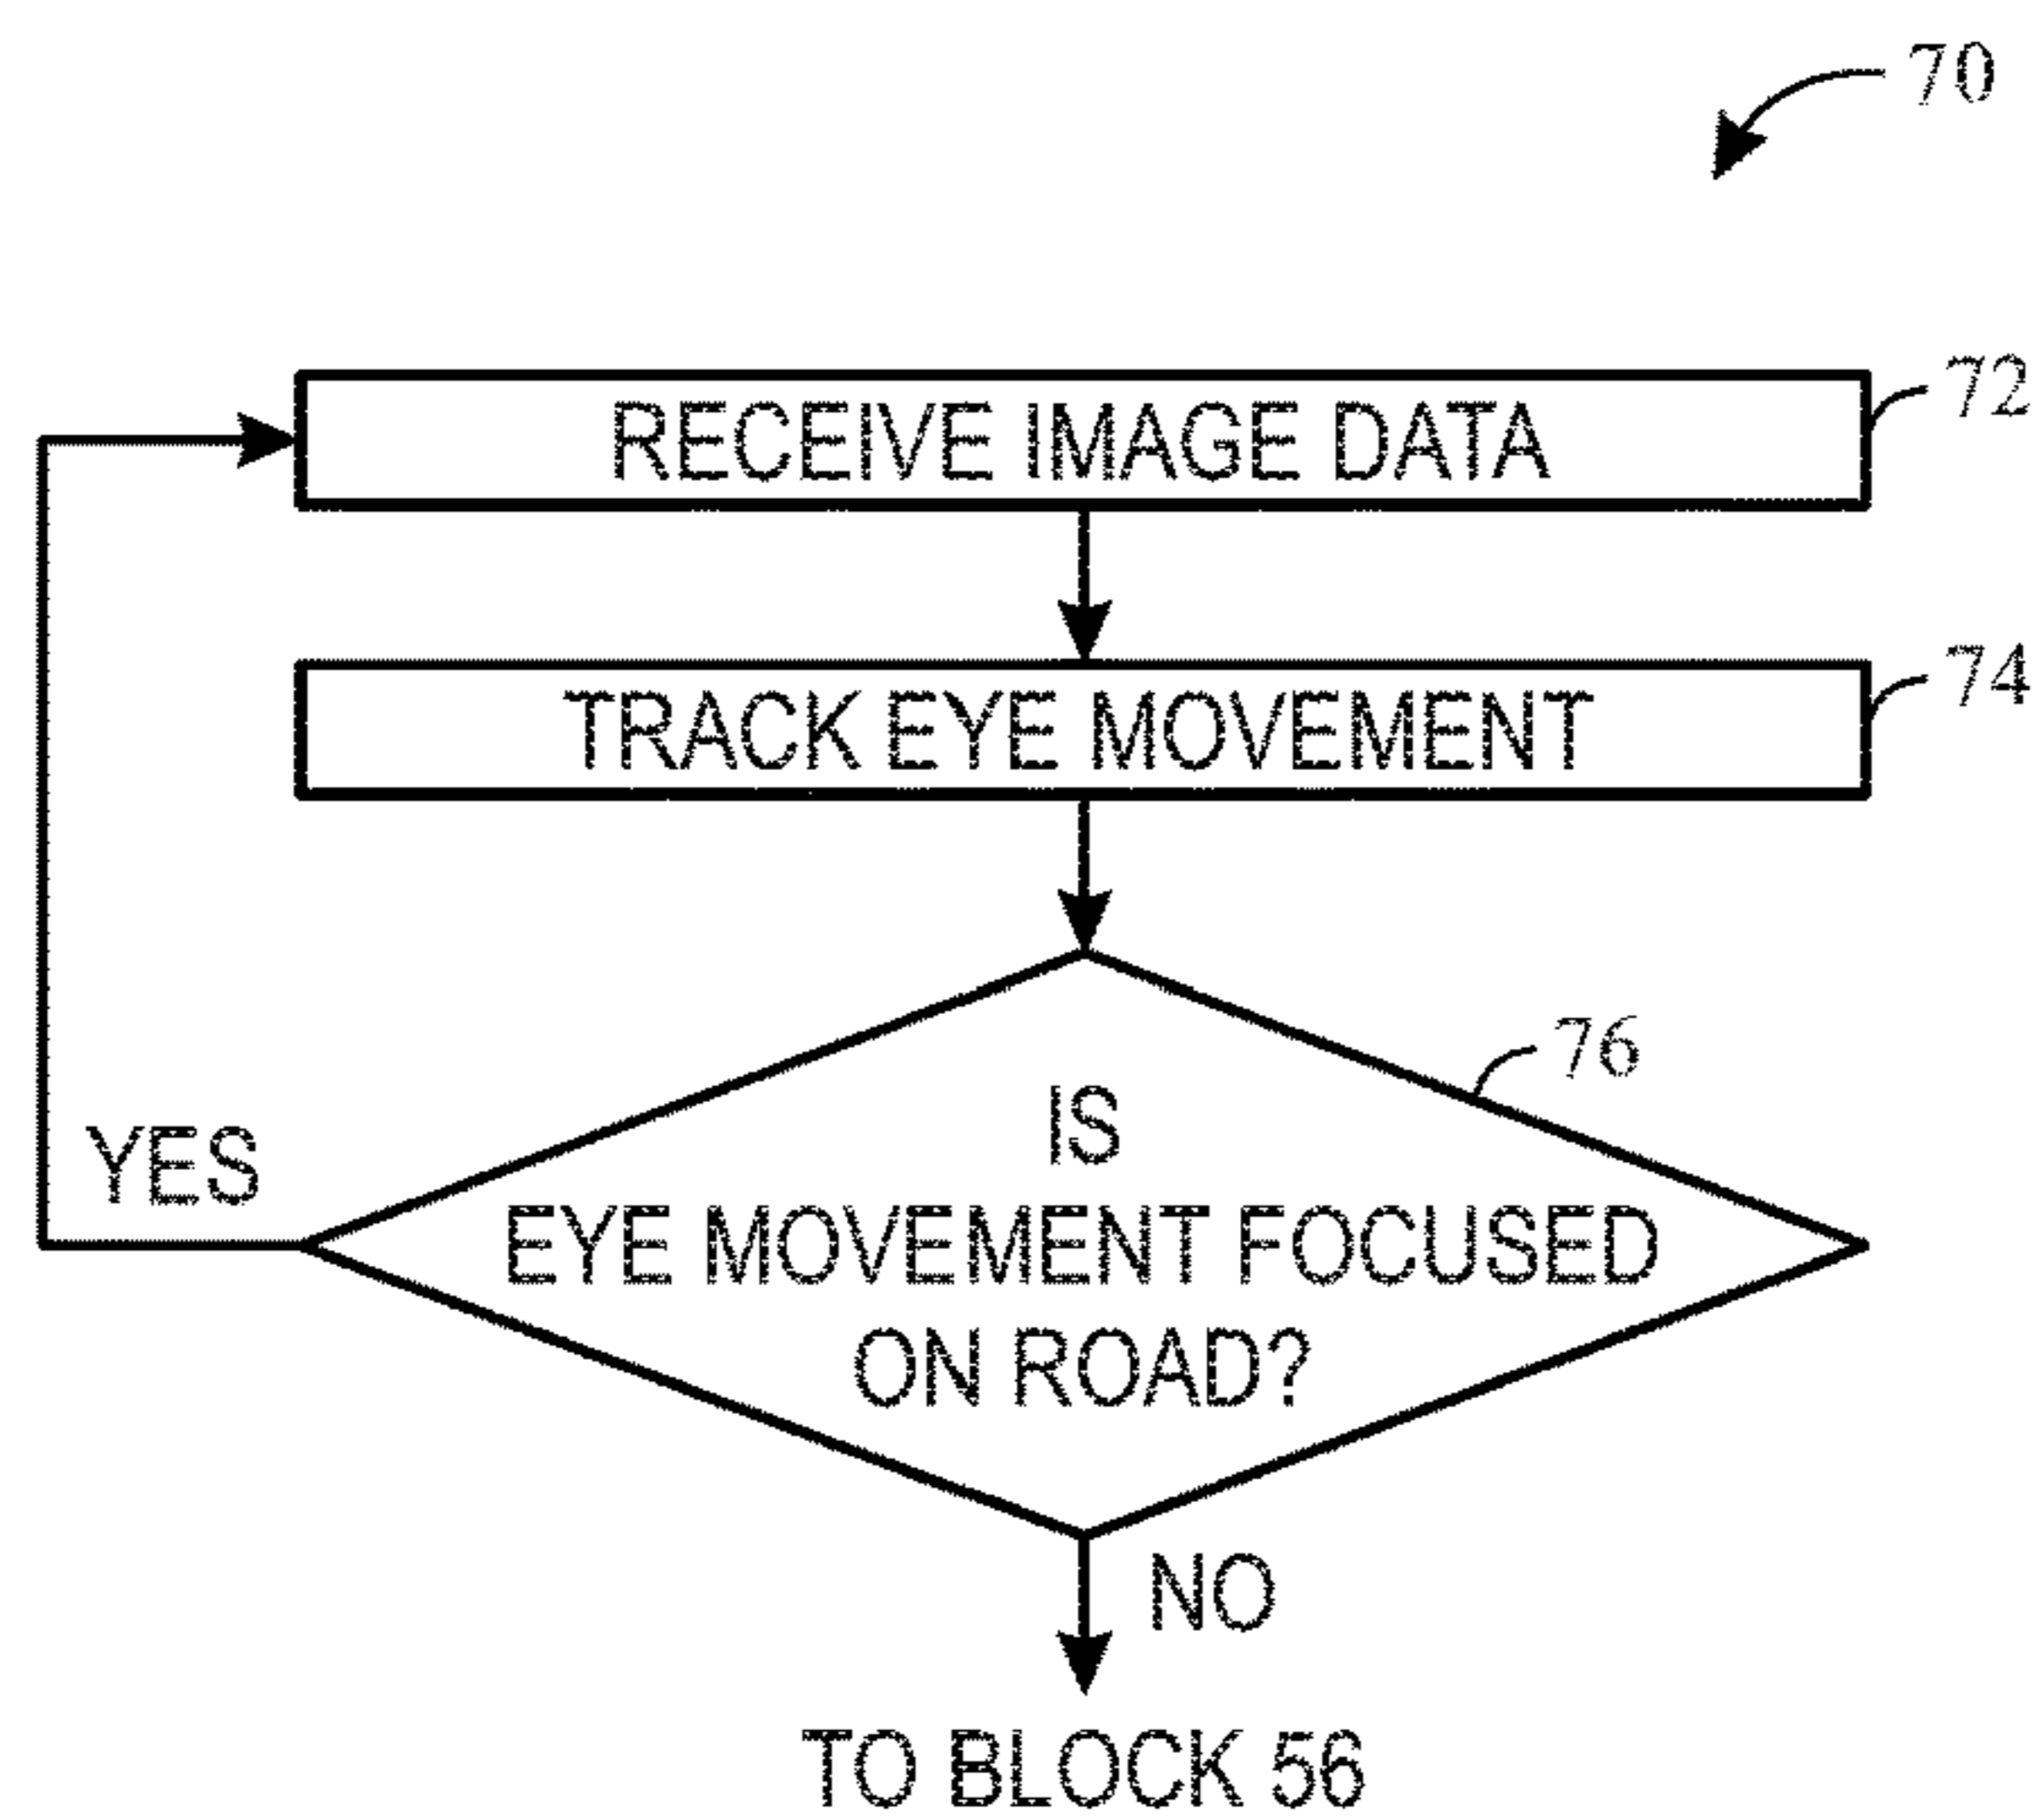 70
RECEIVE IMAGE DATA
72
TRACK EYE MOVEMENT
74
76
IS
EYE MOVEMENT FOCUSED
ON ROAD?
YES
NO
TO BLOCK 56